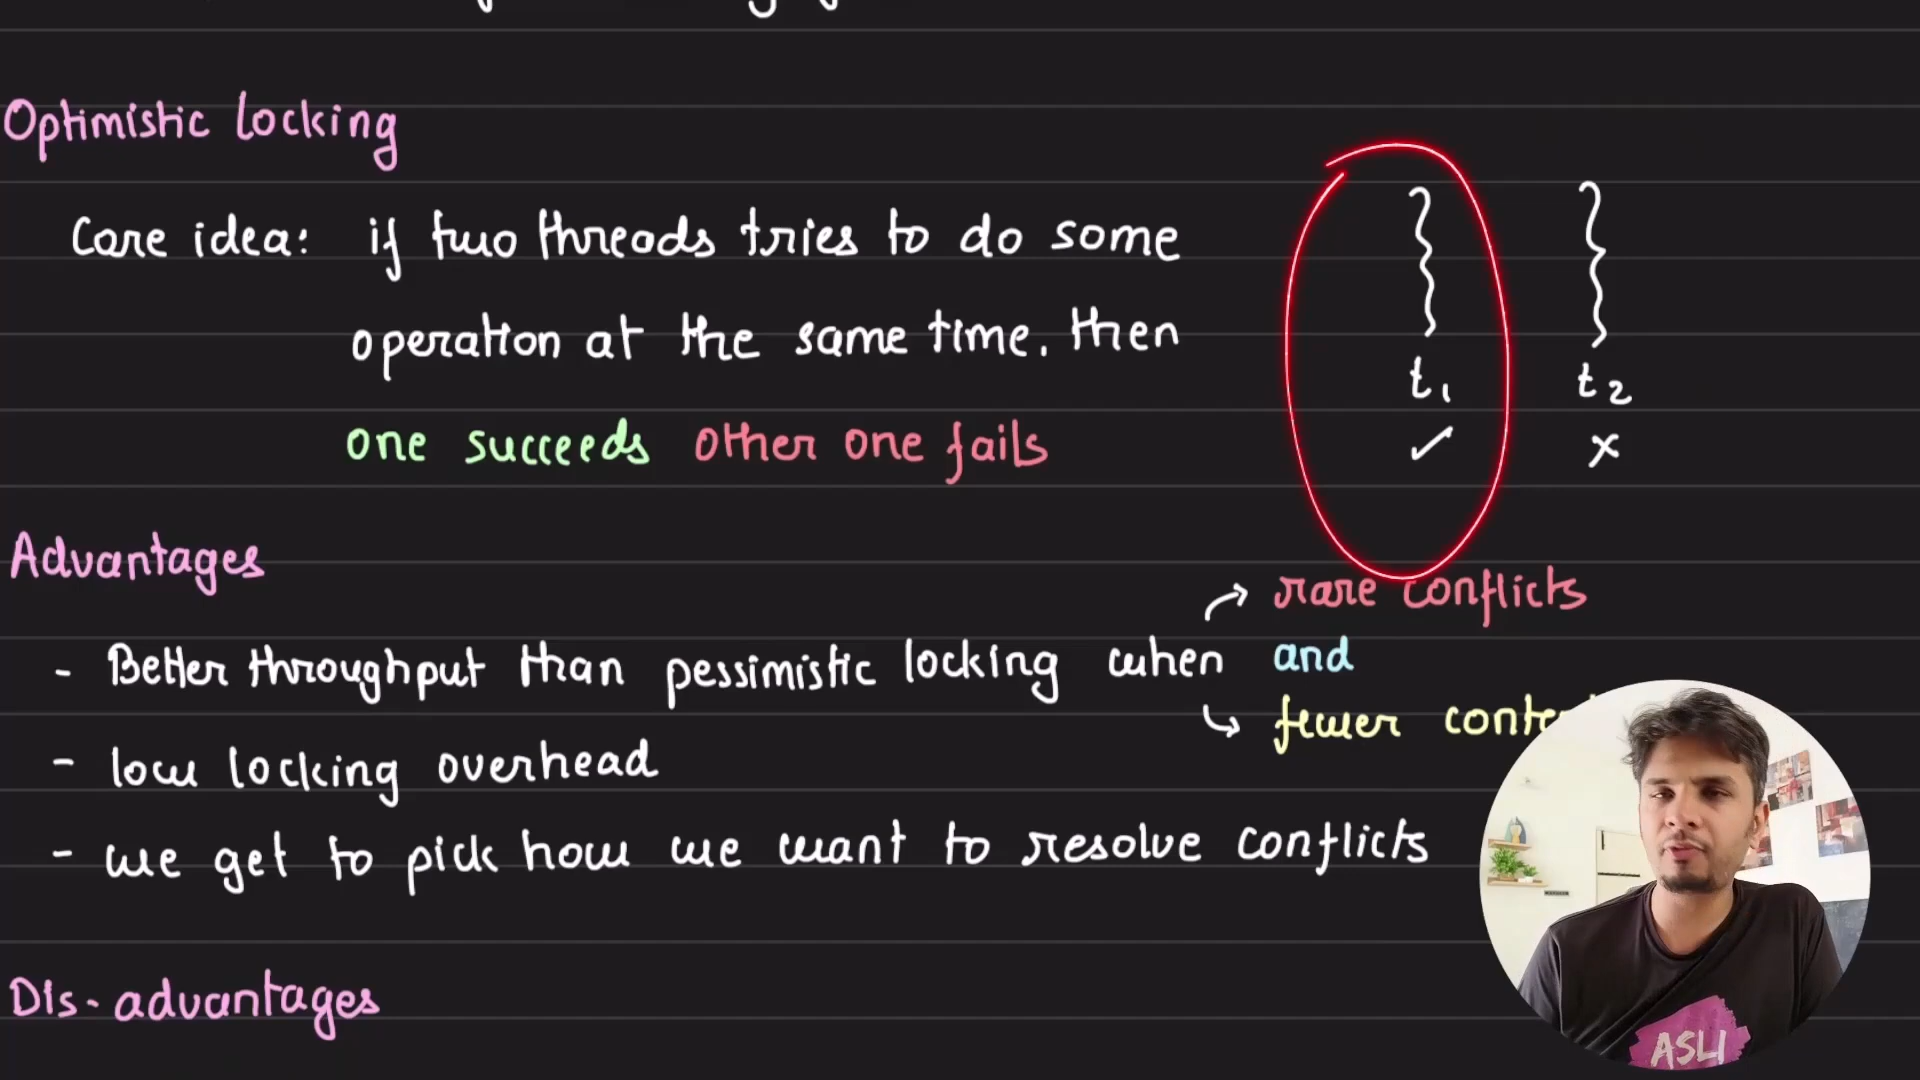 Optimistic Locking
Core idea: if two threads tries to do some
operation at the same time, then
one succeeds other one fails
t1 t2
✓ x
Advantages
rare conflicts
- Better throughput than pessimistic locking when and
fewer
- low locking overhead
- we get to pick how we want to resolve conflicts
Dis-advantages
ASLI